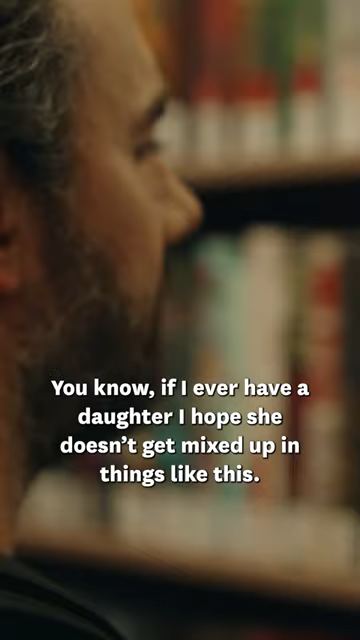 You know, if I ever have a
daughter I hope she
doesn't get mixed up in
things like this.